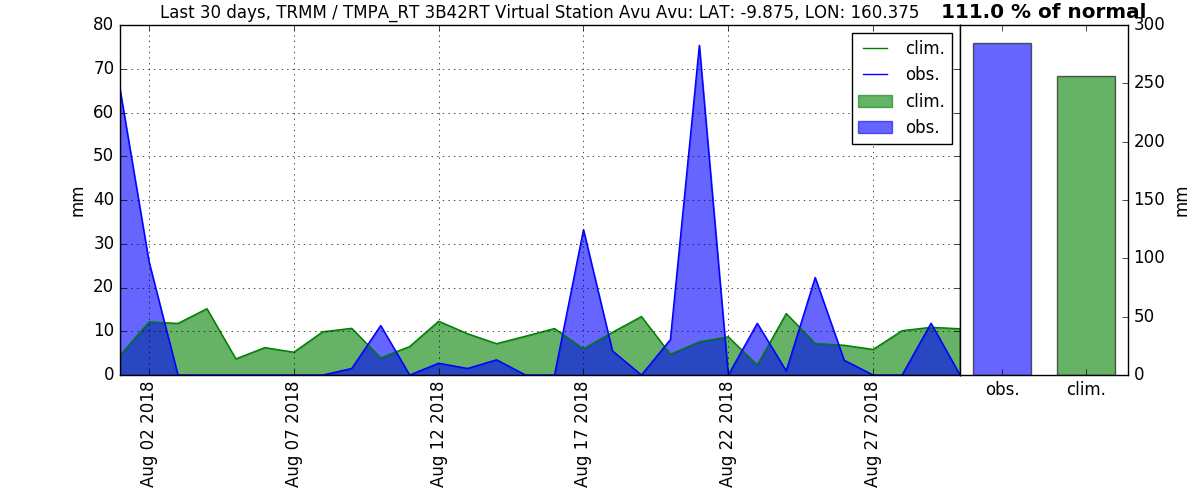 Last 30 days, TRMM / TMPA_RT 3B42RT Virtual Station Avu Avu: LAT: -9.875, LON: 160.375
111.0 % of normal
80
70
60
50
40
30
20
10
0
mm
clim.
obs.
clim.
obs.
Aug 02 2018
Aug 07 2018
Aug 12 2018
Aug 17 2018
Aug 22 2018
Aug 27 2018
300
250
200
150
100
50
0
mm
obs.
clim.